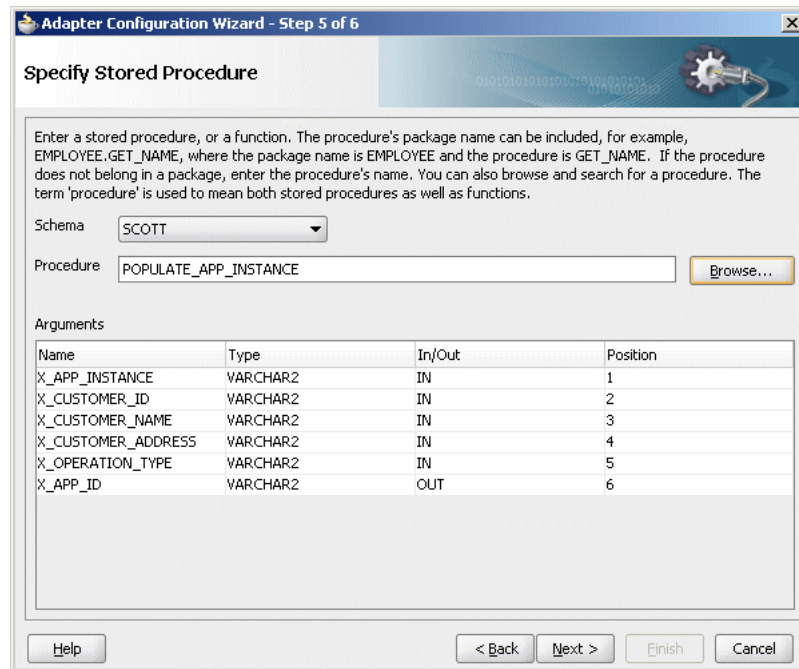 Adapter Configuration Wizard - Step 5 of 6
Specify Stored Procedure
Enter a stored procedure, or a function. The procedure's package name can be included, for example,
EMPLOYEE.GET_NAME, where the package name is EMPLOYEE and the procedure is GET_NAME. If the procedure
does not belong in a package, enter the procedure's name. You can also browse and search for a procedure. The
term 'procedure' is used to mean both stored procedures as well as functions.
Schema SCOTT
Procedure POPULATE_APP_INSTANCE Browse...
Arguments
Name Type In/Out Position
X_APP_INSTANCE VARCHAR2 IN 1
X_CUSTOMER_ID VARCHAR2 IN 2
X_CUSTOMER_NAME VARCHAR2 IN 3
X_CUSTOMER_ADDRESS VARCHAR2 IN 4
X_OPERATION_TYPE VARCHAR2 IN 5
X_APP_ID VARCHAR2 OUT 6
Help < Back Next > Finish Cancel